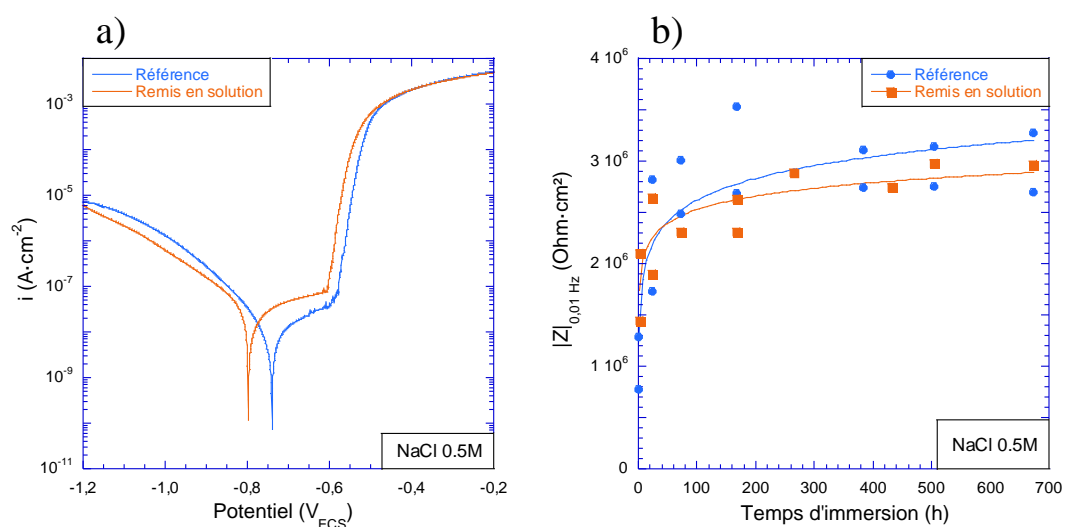 a)
Référence
Remis en solution
10⁻³
10⁻⁵
10⁻⁷
10⁻⁹
10⁻¹¹
i (A·cm⁻²)
-1,2
-1
-0,8
-0,6
-0,4
-0,2
Potentiel (V_ECS)
NaCl 0.5M
b)
Référence
Remis en solution
4 10⁶
3 10⁶
2 10⁶
1 10⁶
0
|Z|_0,01 Hz (Ohm·cm²)
0
100
200
300
400
500
600
700
Temps d'immersion (h)
NaCl 0.5M